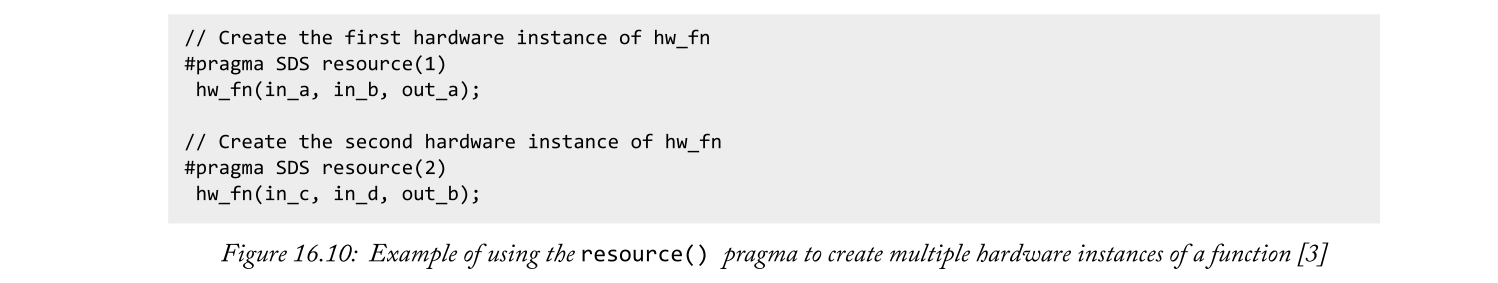 // Create the first hardware instance of hw_fn
#pragma SDS resource(1)
 hw_fn(in_a, in_b, out_a);

// Create the second hardware instance of hw_fn
#pragma SDS resource(2)
 hw_fn(in_c, in_d, out_b);

Figure 16.10: Example of using the resource() pragma to create multiple hardware instances of a function [3]